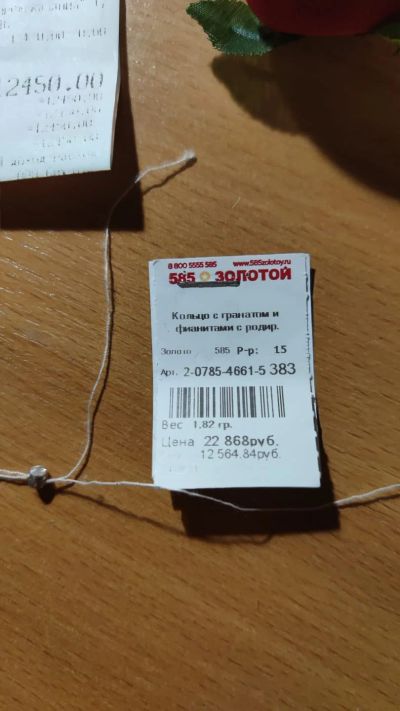 12450.00
8 800 5555 585 www.585zolotoy.ru
585 ЗОЛОТОЙ
Кольцо с гранатом и
фианитами с родир.
Золото 585 Р-р: 15
Арт. 2-0785-4661-5 383
Вес 1,82 гр.
Цена 22 868руб.
12 564.84руб.